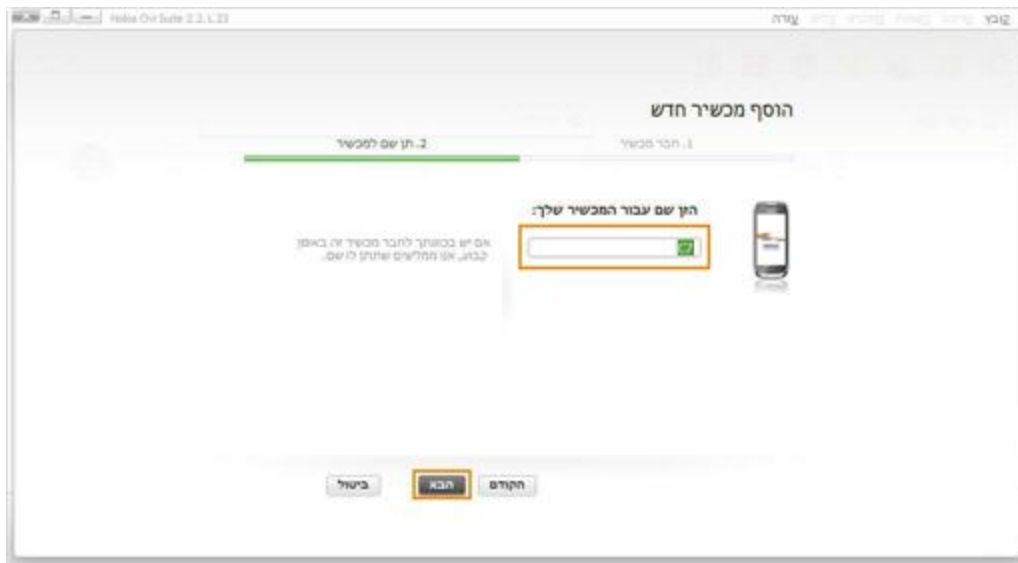 Nokia Ovi Suite 2.2.1.23
קובץ
עזרה
הוסף מכשיר חדש
1. חבר מכשיר
2. תן שם למכשיר
הזן שם עבור המכשיר שלך:
C7
אם יש בכוונתך לחבר מכשיר זה באופן
קבוע, אנו ממליצים שתתן לו שם.
הקודם
הבא
ביטול